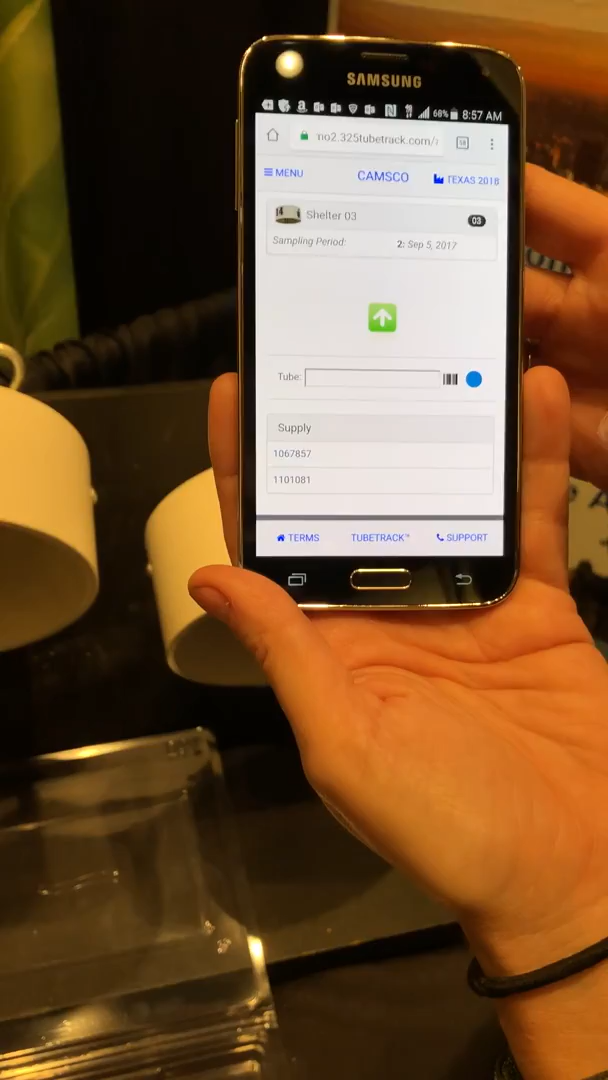 SAMSUNG
68% 8:57 AM
no2.325tubetrack.com/r
MENU CAMSCO TEXAS 2018
Shelter 03 03
Sampling Period: 2: Sep 5, 2017
Tube:
Supply
1067857
1101081
TERMS TUBETRACK™ SUPPORT